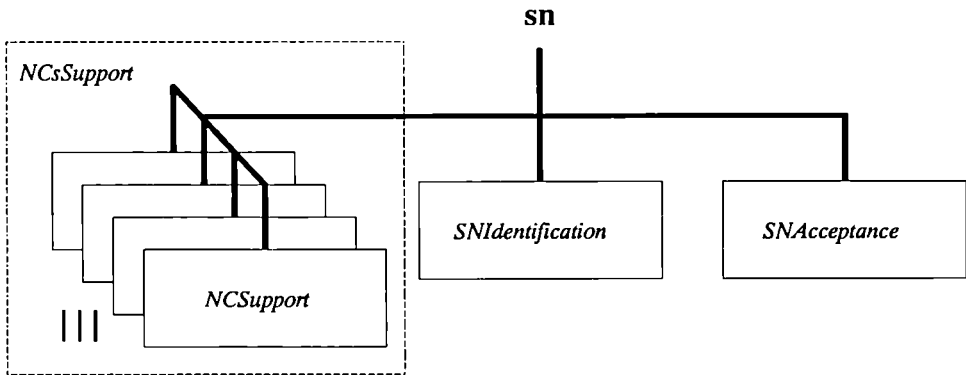 sn
NCsSupport
SNIdentification
SNAcceptance
NCSupport
|||